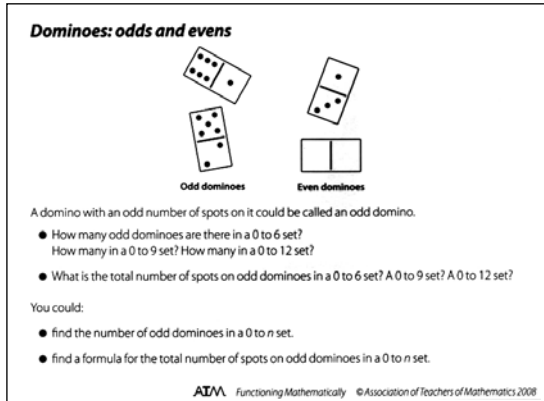 Dominoes: odds and evens
Odd dominoes
Even dominoes
A domino with an odd number of spots on it could be called an odd domino.
● How many odd dominoes are there in a 0 to 6 set?
How many in a 0 to 9 set? How many in a 0 to 12 set?
● What is the total number of spots on odd dominoes in a 0 to 6 set? A 0 to 9 set? A 0 to 12 set?
You could:
● find the number of odd dominoes in a 0 to n set.
● find a formula for the total number of spots on odd dominoes in a 0 to n set.
ATM Functioning Mathematically © Association of Teachers of Mathematics 2008